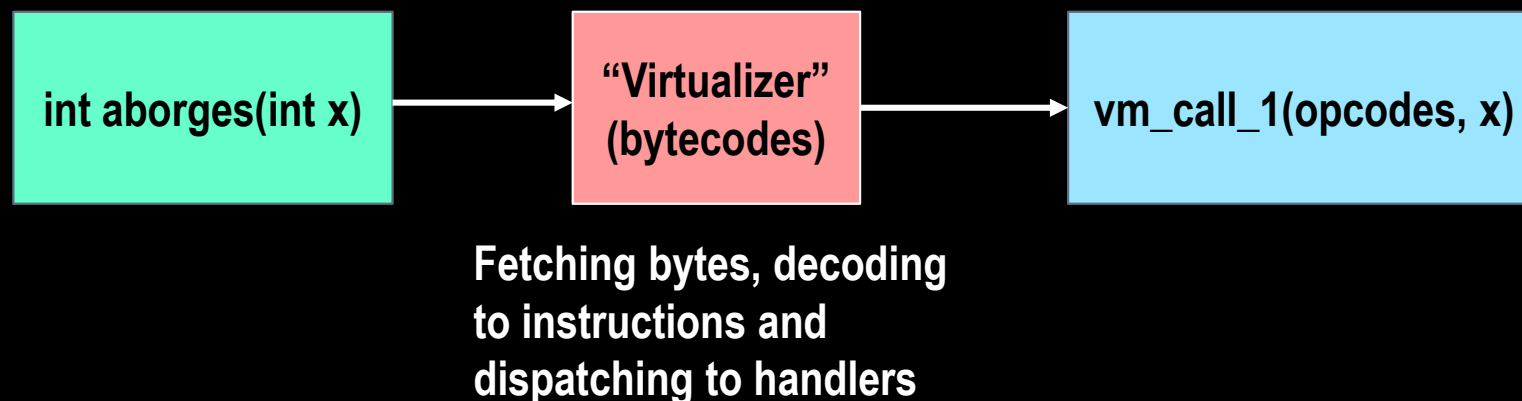 int aborges(int x)
“Virtualizer”
(bytecodes)
vm_call_1(opcodes, x)
Fetching bytes, decoding
to instructions and
dispatching to handlers